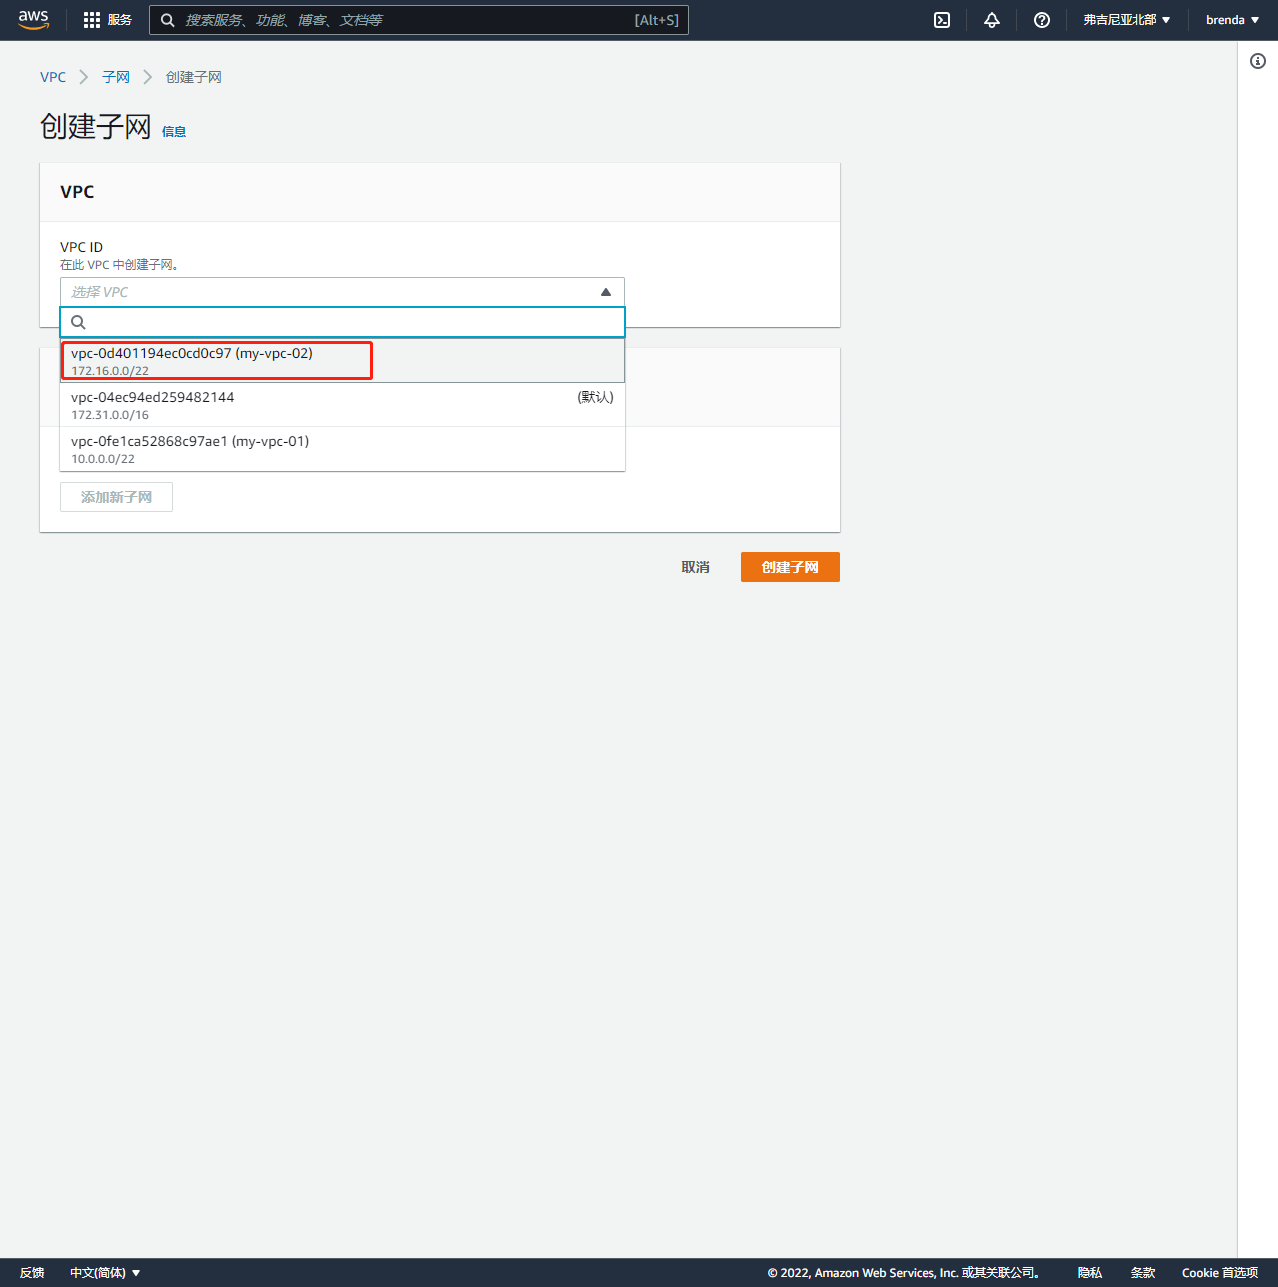 aws 服务 搜索服务、功能、博客、文档等 [Alt+S] 弗吉尼亚北部 brenda
VPC 子网 创建子网
创建子网 信息
VPC
VPC ID
在此 VPC 中创建子网。
选择 VPC
vpc-0d401194ec0cd0c97 (my-vpc-02)
172.16.0.0/22
vpc-04ec94ed259482144 (默认)
172.31.0.0/16
vpc-0fe1ca52868c97ae1 (my-vpc-01)
10.0.0.0/22
添加新子网
取消 创建子网
反馈 中文(简体) © 2022, Amazon Web Services, Inc. 或其关联公司。 隐私 条款 Cookie 首选项